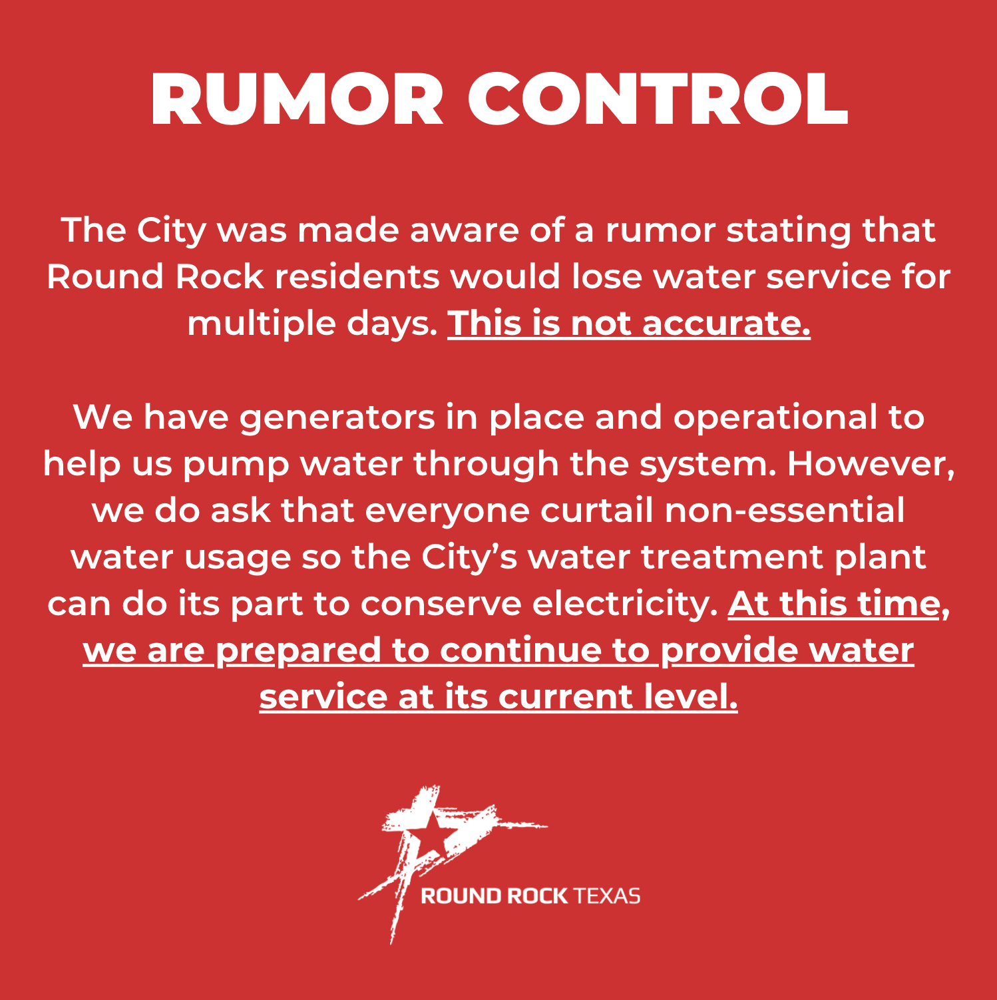 RUMOR CONTROL
The City was made aware of a rumor stating that
Round Rock residents would lose water service for
multiple days. This is not accurate.
We have generators in place and operational to
help us pump water through the system. However,
we do ask that everyone curtail non-essential
water usage so the City’s water treatment plant
can do its part to conserve electricity. At this time,
we are prepared to continue to provide water
service at its current level.
ROUND ROCK TEXAS